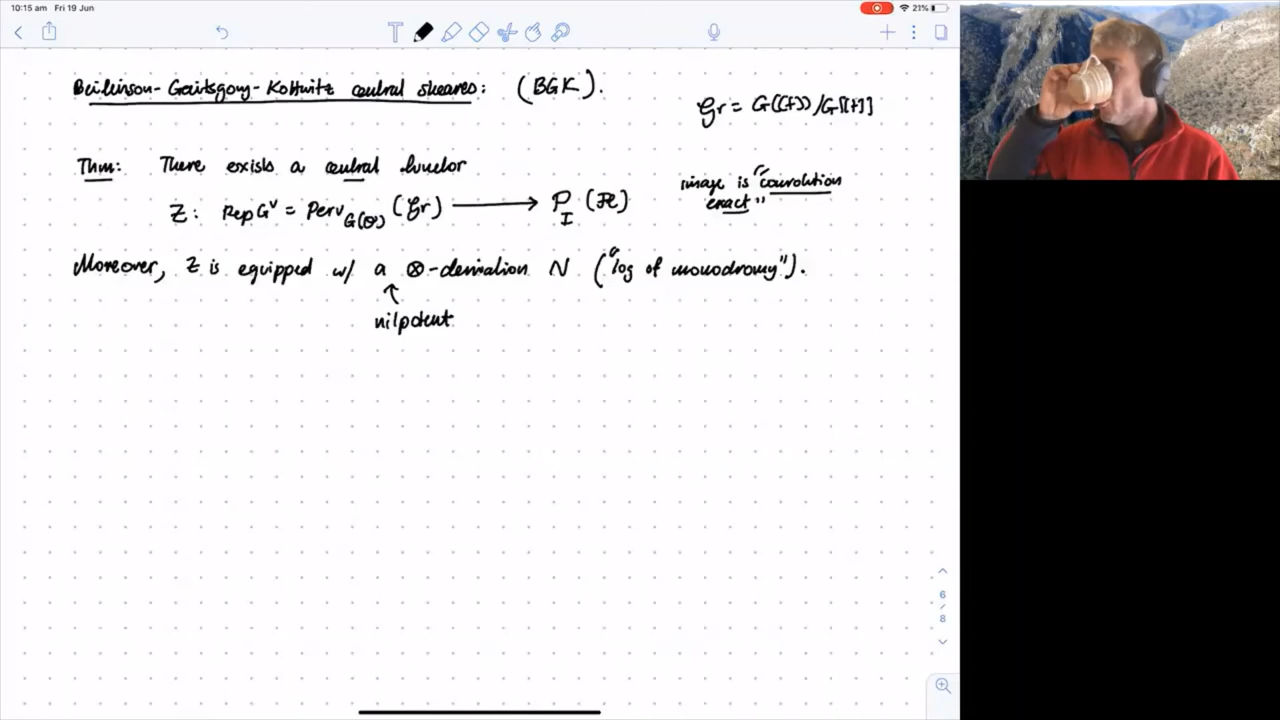 10:15 am Fri 19 Jun
21%
Beilinson-Gaitsgory-Kottwitz central sheaves: (BGK).
Gr = G((t))/G[[t]]
Thm: There exists a central functor
Z: Rep G^∨ = Perv_{G(O)} (Gr) ⟶ P_I (Fl)
image is "convolution
exact"
Moreover, Z is equipped w/ a ⊗-derivation N ("log of monodromy").
↑
nilpotent
6
/
8